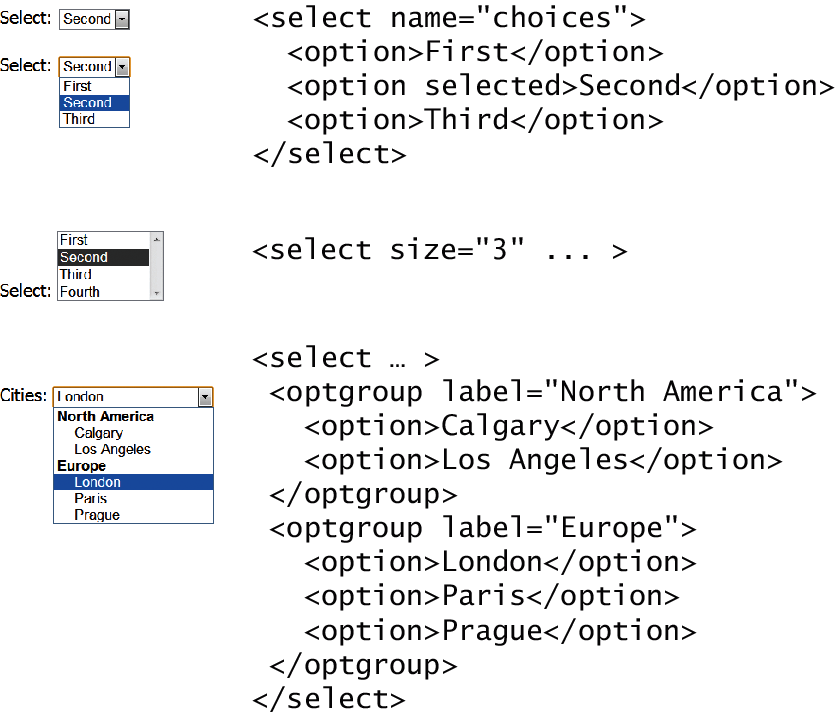 Select: Second
<select name="choices">
<option>First</option>
Select: Second
First
Second
Third
<option selected>Second</option>
<option>Third</option>
</select>
First
Second
Third
Select: Fourth
<select size="3" ... >
<select … >
Cities: London
North America
Calgary
Los Angeles
Europe
London
Paris
Prague
<optgroup label="North America">
<option>Calgary</option>
<option>Los Angeles</option>
</optgroup>
<optgroup label="Europe">
<option>London</option>
<option>Paris</option>
<option>Prague</option>
</optgroup>
</select>